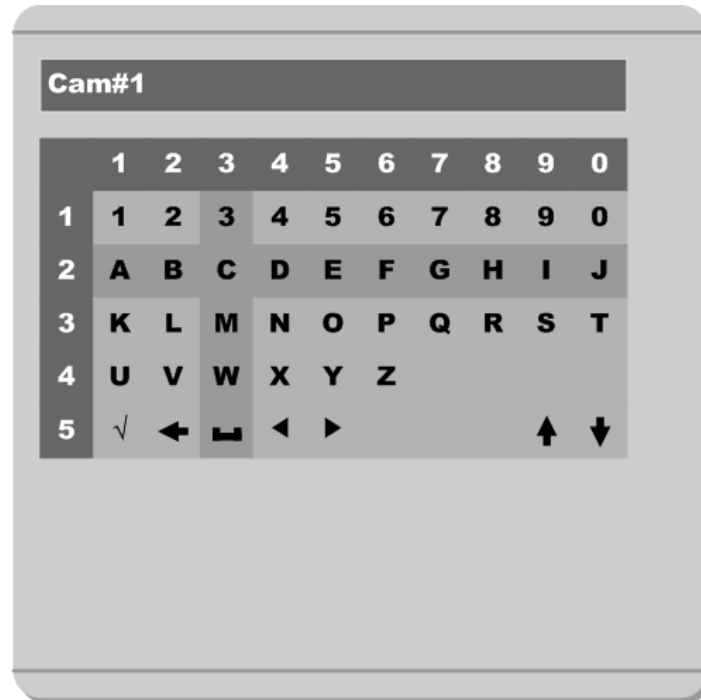 Cam#1
1 2 3 4 5 6 7 8 9 0
1 1 2 3 4 5 6 7 8 9 0
2 A B C D E F G H I J
3 K L M N O P Q R S T
4 U V W X Y Z
5 √ 🡄 ⎵ ◀ ▶ 🡅 🡇